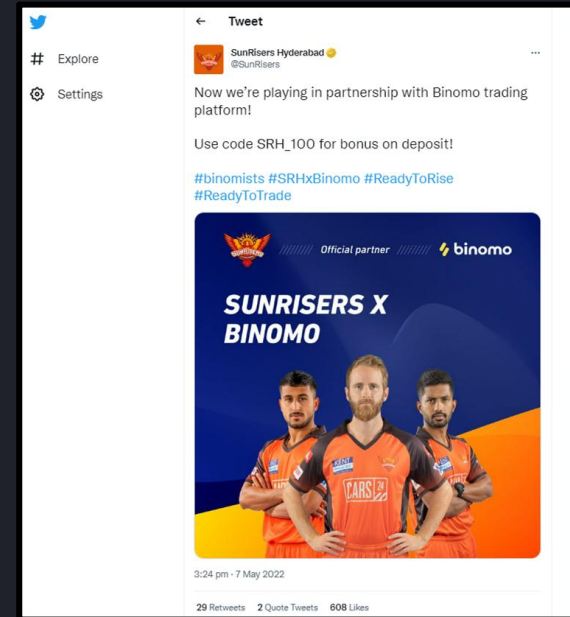 Tweet
SunRisers Hyderabad
@SunRisers
Explore
Settings
Now we're playing in partnership with Binomo trading
platform!
Use code SRH_100 for bonus on deposit!
#binomists #SRHxBinomo #ReadyToRise
#ReadyToTrade
Official partner
binomo
SUNRISERS X
BINOMO
KENT
CARS24
3:24 pm · 7 May 2022
29 Retweets 2 Quote Tweets 608 Likes